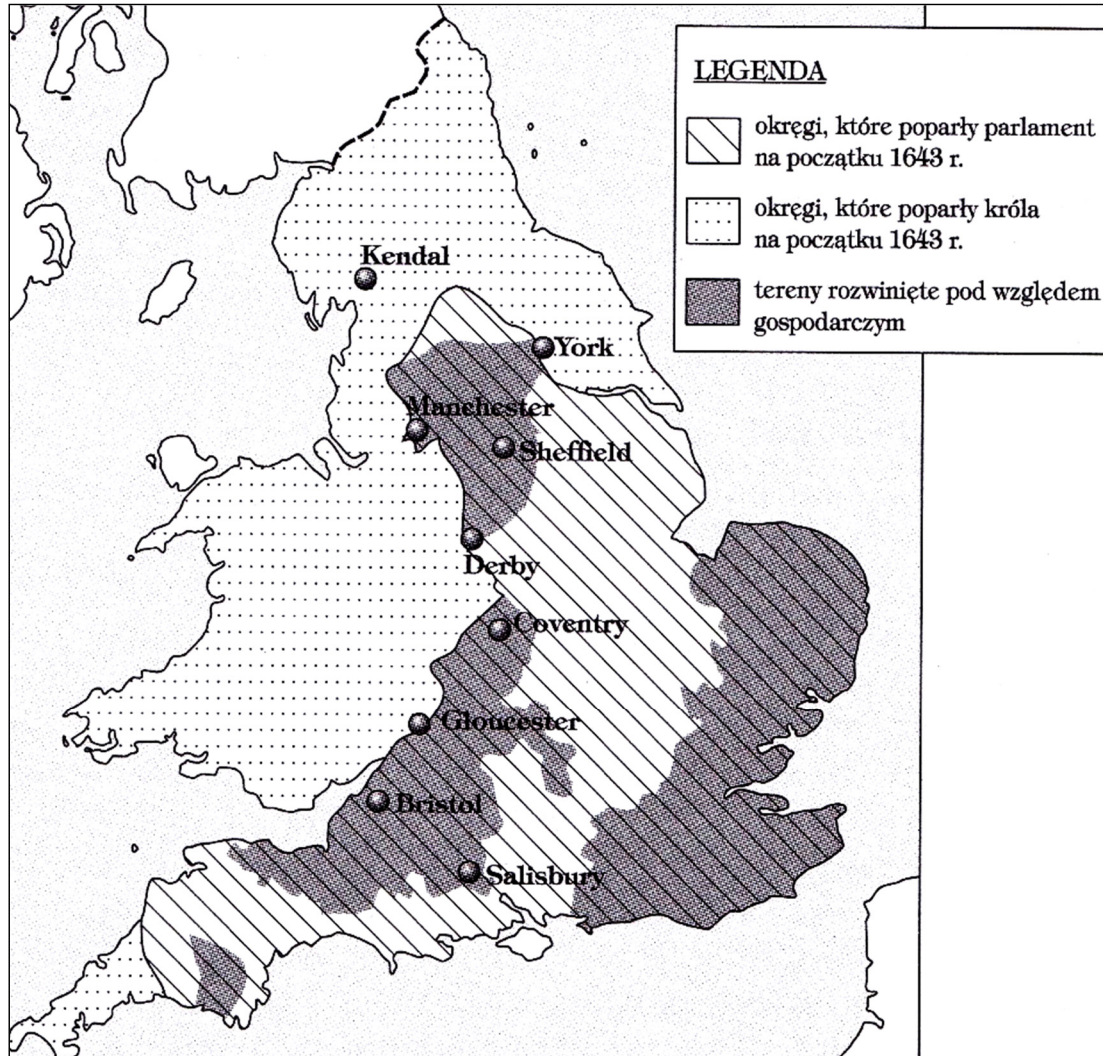 LEGENDA
okręgi, które poparły parlament
na początku 1643 r.
okręgi, które poparły króla
na początku 1643 r.
tereny rozwinięte pod względem
gospodarczym
Kendal
York
Manchester
Sheffield
Derby
Coventry
Gloucester
Bristol
Salisbury